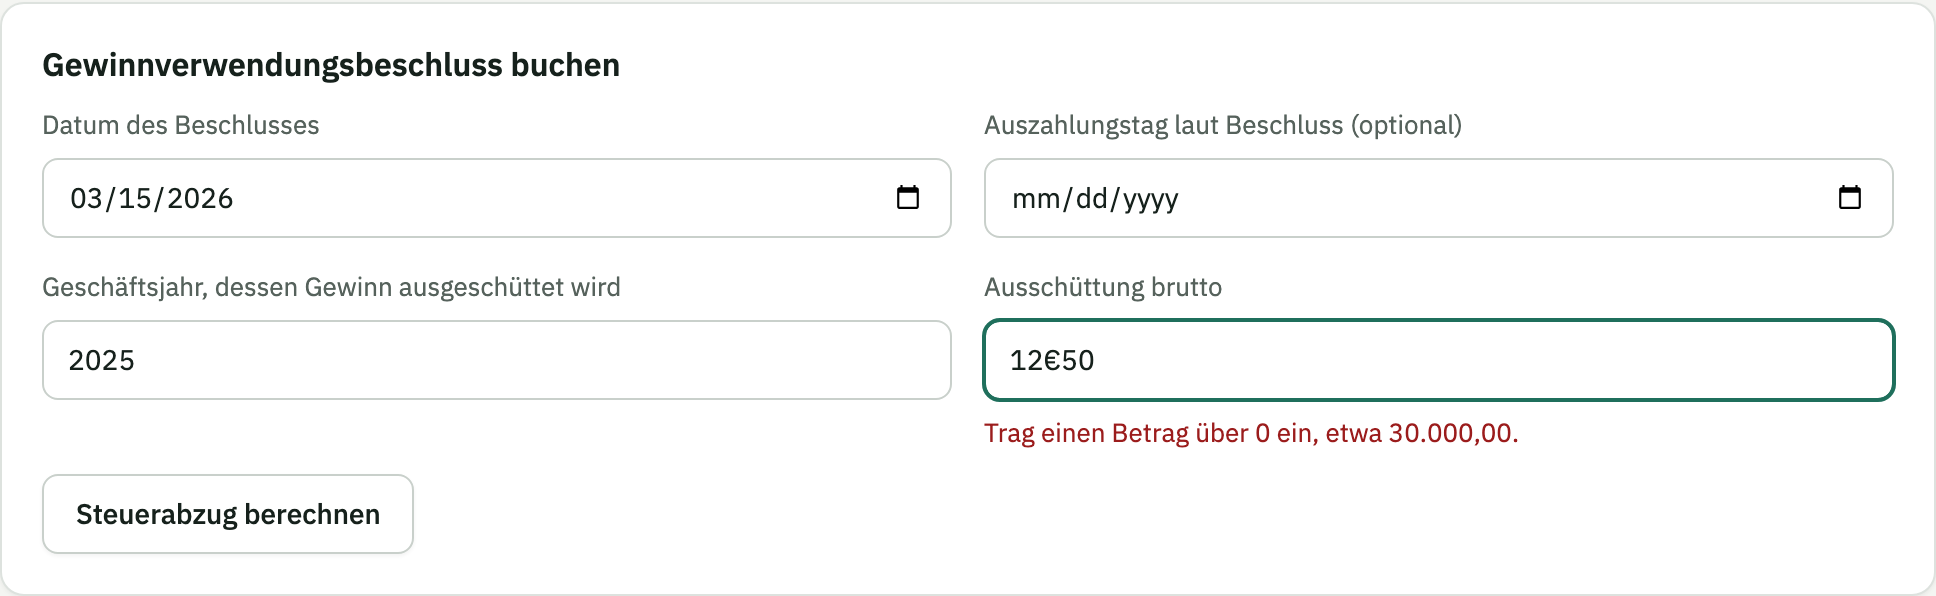 Gewinnverwendungsbeschluss buchen
Datum des Beschlusses
Auszahlungstag laut Beschluss (optional)
03/15/2026
mm/dd/yyyy
Geschäftsjahr, dessen Gewinn ausgeschüttet wird
Ausschüttung brutto
2025
12€50
Trag einen Betrag über 0 ein, etwa 30.000,00.
Steuerabzug berechnen